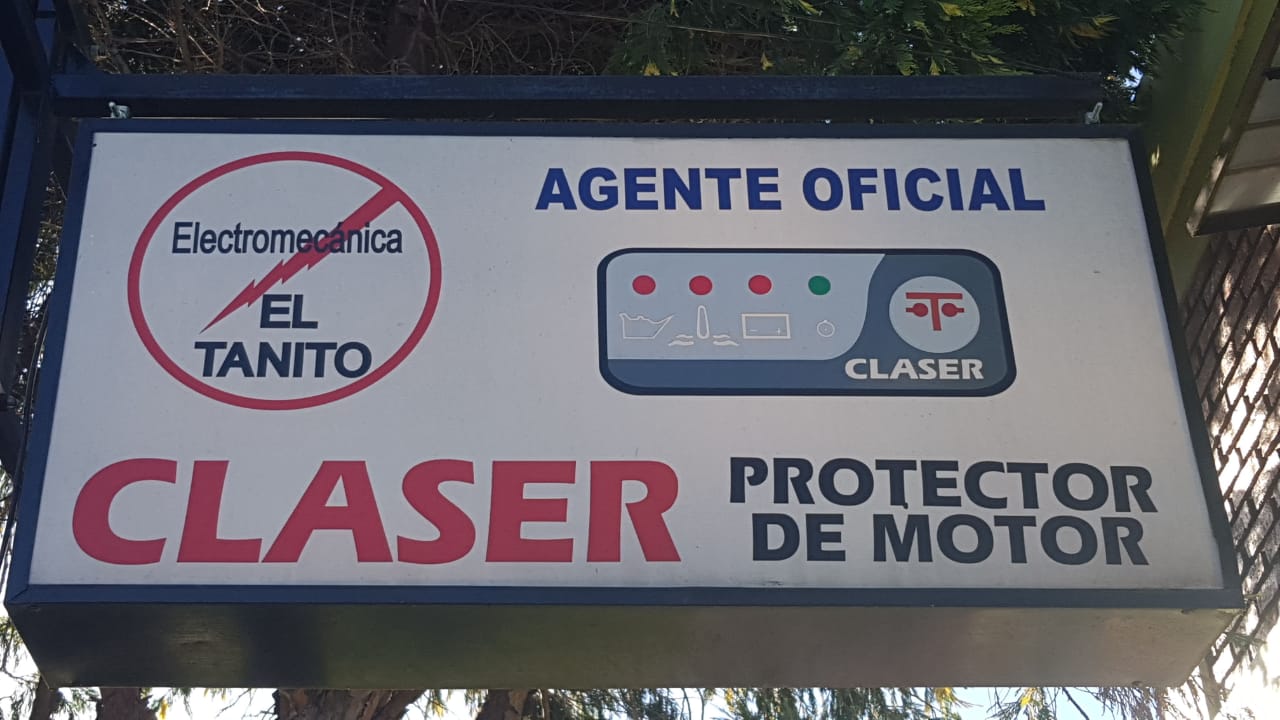 Electromecánica
EL
TANITO
AGENTE OFICIAL
CLASER
CLASER
PROTECTOR
DE MOTOR